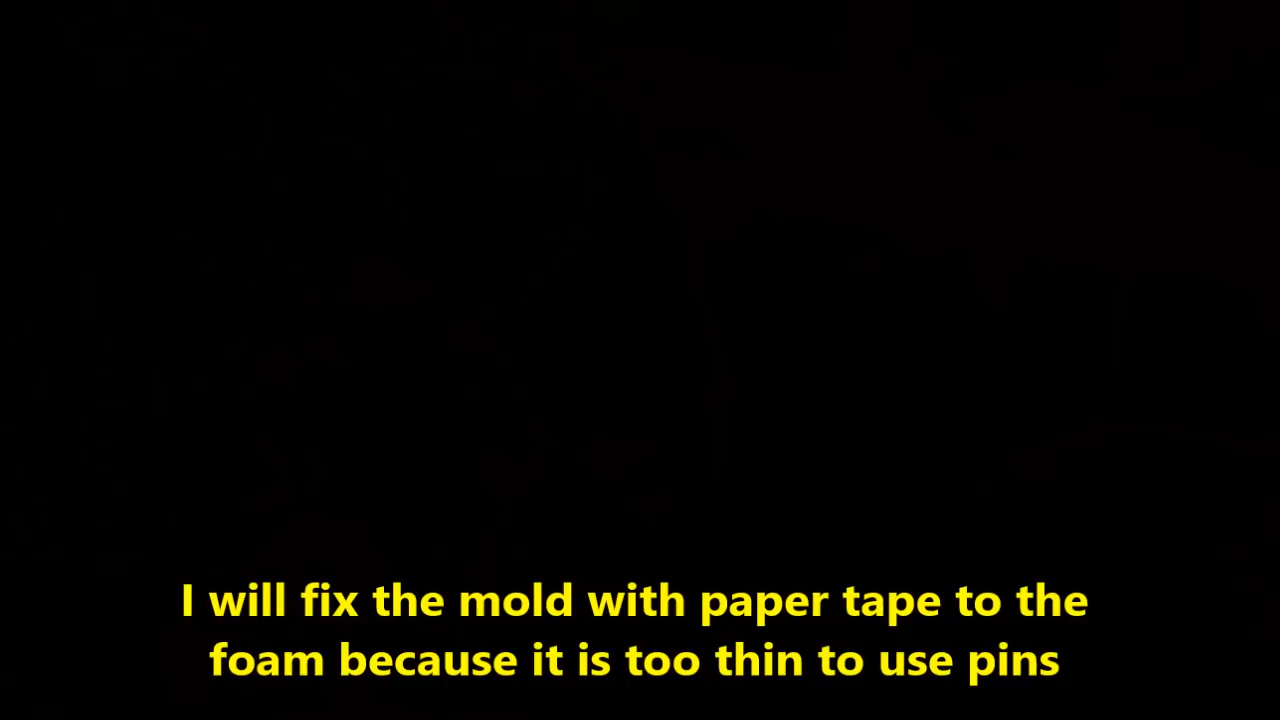 I will fix the mold with paper tape to the
foam because it is too thin to use pins